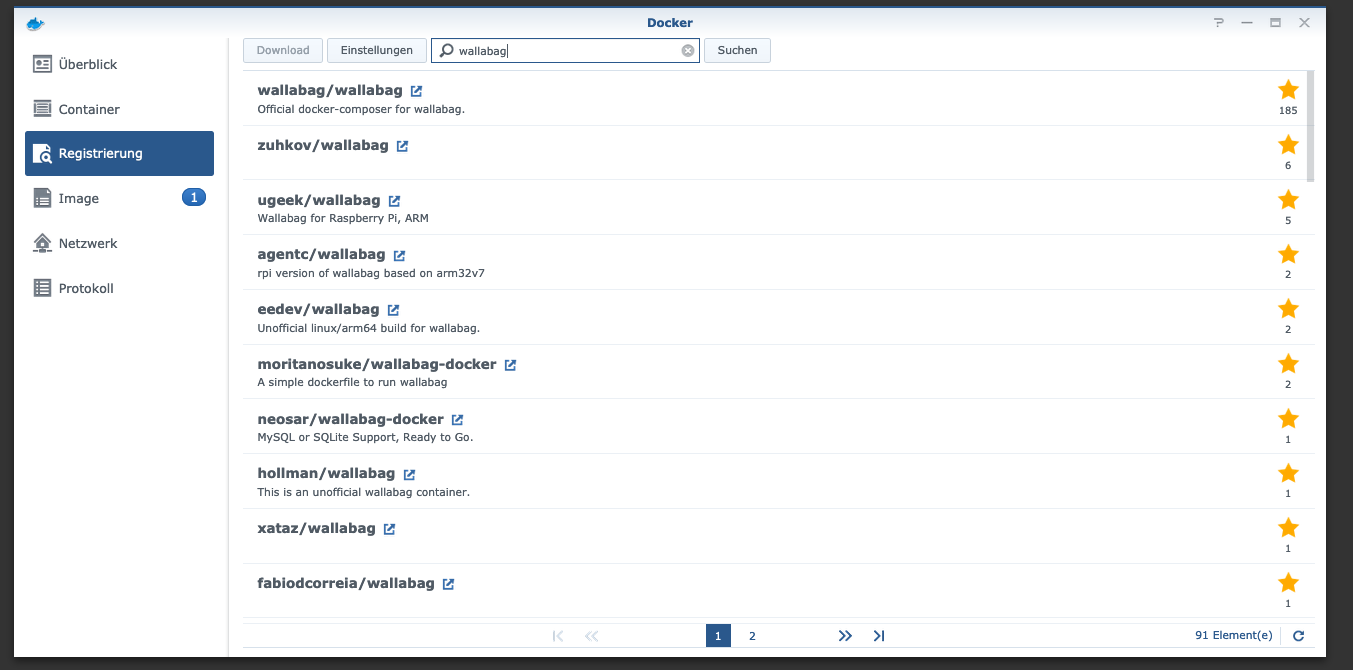 Docker
Überblick
Container
Registrierung
Image 1
Netzwerk
Protokoll
Download Einstellungen wallabag Suchen
wallabag/wallabag
Official docker-composer for wallabag.
185
zuhkov/wallabag
6
ugeek/wallabag
Wallabag for Raspberry Pi, ARM
5
agentc/wallabag
rpi version of wallabag based on arm32v7
2
eedev/wallabag
Unofficial linux/arm64 build for wallabag.
2
moritanosuke/wallabag-docker
A simple dockerfile to run wallabag
2
neosar/wallabag-docker
MySQL or SQLite Support, Ready to Go.
1
hollman/wallabag
This is an unofficial wallabag container.
1
xataz/wallabag
1
fabiodcorreia/wallabag
1
1 2 91 Element(e)